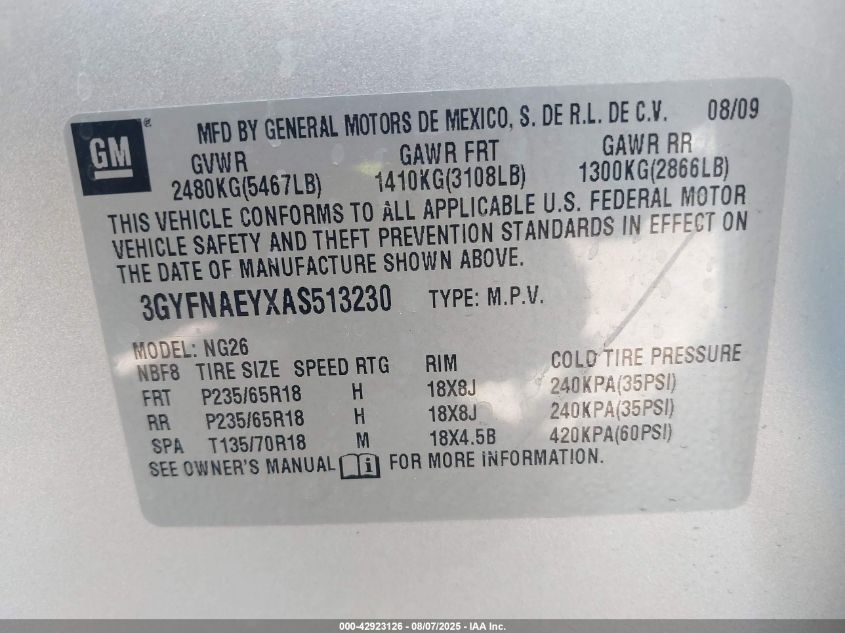 GM ®
MFD BY GENERAL MOTORS DE MEXICO, S. DE R.L. DE C.V. 08/09
GVWR GAWR FRT GAWR RR
2480KG(5467LB) 1410KG(3108LB) 1300KG(2866LB)
THIS VEHICLE CONFORMS TO ALL APPLICABLE U.S. FEDERAL MOTOR
VEHICLE SAFETY AND THEFT PREVENTION STANDARDS IN EFFECT ON
THE DATE OF MANUFACTURE SHOWN ABOVE.
3GYFNAEYXAS513230 TYPE: M.P.V.
MODEL: NG26
NBF8 TIRE SIZE SPEED RTG RIM COLD TIRE PRESSURE
FRT P235/65R18 H 18X8J 240KPA(35PSI)
RR P235/65R18 H 18X8J 240KPA(35PSI)
SPA T135/70R18 M 18X4.5B 420KPA(60PSI)
SEE OWNER'S MANUAL i FOR MORE INFORMATION.
000-42923126 - 08/07/2025 - IAA Inc.